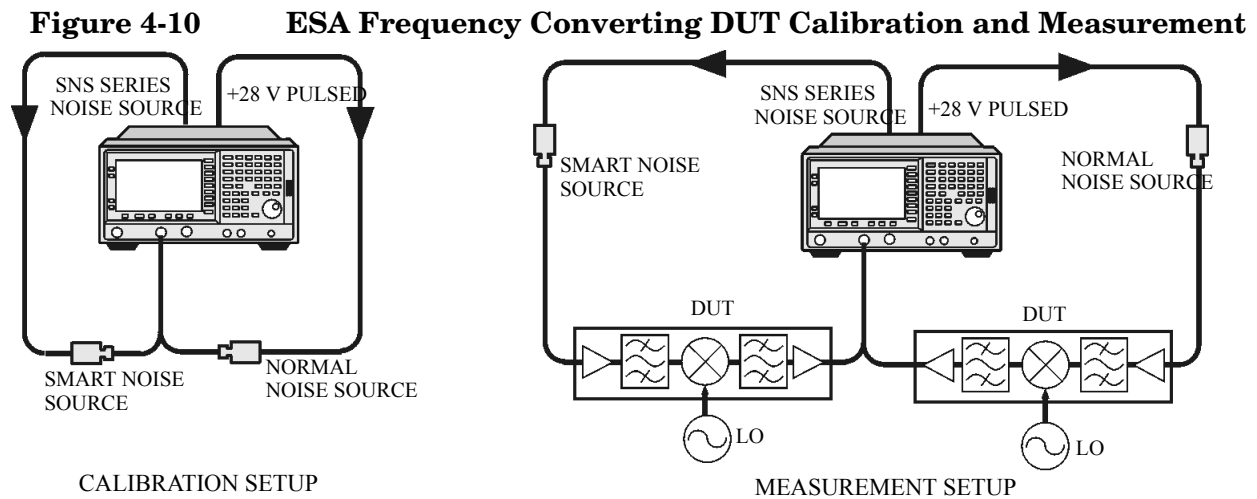 Figure 4-10 ESA Frequency Converting DUT Calibration and Measurement
SNS SERIES
NOISE SOURCE
+28 V PULSED
SMART NOISE
SOURCE
NORMAL
NOISE SOURCE
CALIBRATION SETUP
SNS SERIES
NOISE SOURCE
+28 V PULSED
SMART NOISE
SOURCE
NORMAL
NOISE SOURCE
DUT
DUT
LO
LO
MEASUREMENT SETUP